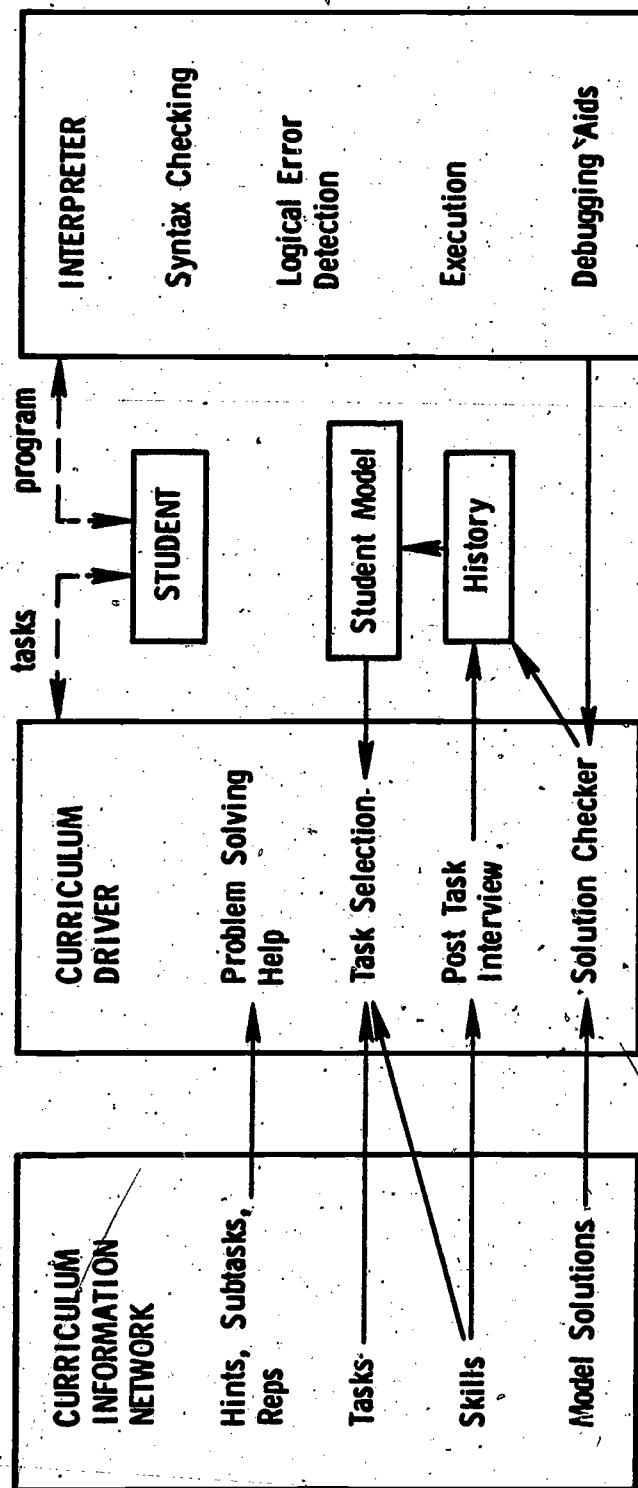 CURRICULUM
INFORMATION
NETWORK
Hints, Subtasks,
Reps
Tasks
Skills
Model Solutions
CURRICULUM
DRIVER
Problem Solving
Help
Task Selection
Post Task
Interview
Solution Checker
tasks
program
STUDENT
Student Model
History
INTERPRETER
Syntax Checking
Logical Error
Detection
Execution
Debugging Aids